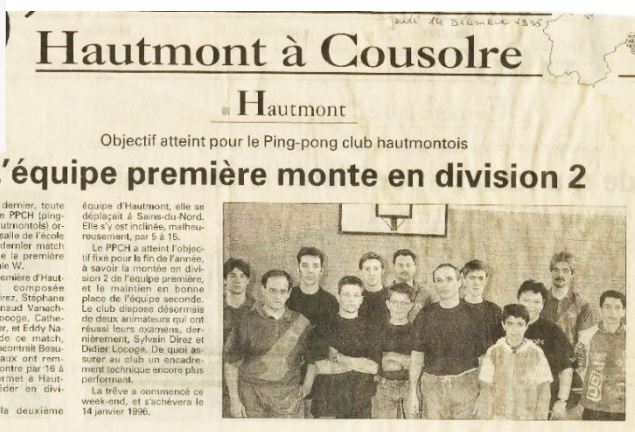 jeudi 14 Décembre 1995
Hautmont à Cousolre
Hautmont
Objectif atteint pour le Ping-pong club hautmontois
L'équipe première monte en division 2
dernier, toute
e PPCH (ping-
utmontois) or-
salle de l'école
dernier match
e la première
le W.
emière d'Haut-
composée
irez, Stéphane
naud Vanach-
ocoge, Cathe-
er, et Eddy Na-
de ce match,
ncontrait Beau-
aux ont rem-
ontre par 16 à
ermet à Haut-
éder en divi-
la deuxième
équipe d'Hautmont, elle se
déplaçait à Sains-du-Nord.
Elle s'y est inclinée, malheu-
reusement, par 5 à 15.
Le PPCH a atteint l'objec-
tif fixé pour la fin de l'année,
à savoir la montée en divi-
sion 2 de l'équipe première,
et le maintien en bonne
place de l'équipe seconde.
Le club dispose désormais
de deux animateurs qui ont
réussi leurs examens, der-
nièrement, Sylvain Direz et
Didier Locoge. De quoi as-
surer au club un encadre-
ment technique encore plus
performant.
La trêve a commencé ce
week-end, et s'achèvera le
14 janvier 1996.